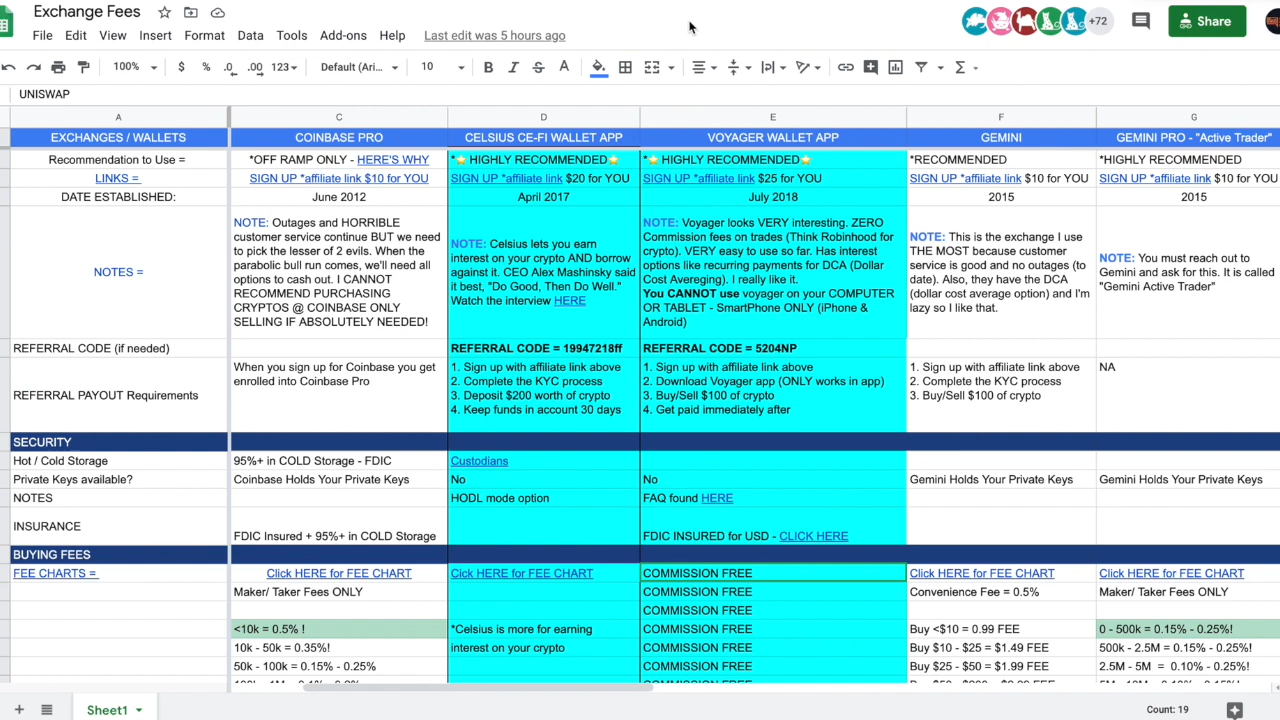 Exchange Fees
File Edit View Insert Format Data Tools Add-ons Help Last edit was 5 hours ago
+72
Share
100% $ % .0 .00 123 Default (Ari... 10 B I S A
UNISWAP
A C D E F G
EXCHANGES / WALLETS COINBASE PRO CELSIUS CE-FI WALLET APP VOYAGER WALLET APP GEMINI GEMINI PRO - "Active Trader"
Recommendation to Use = *OFF RAMP ONLY - HERE'S WHY *⭐ HIGHLY RECOMMENDED⭐ *⭐ HIGHLY RECOMMENDED⭐ *RECOMMENDED *HIGHLY RECOMMENDED
LINKS = SIGN UP *affiliate link $10 for YOU SIGN UP *affiliate link $20 for YOU SIGN UP *affiliate link $25 for YOU SIGN UP *affiliate link $10 for YOU SIGN UP *affiliate link $10 for YOU
DATE ESTABLISHED: June 2012 April 2017 July 2018 2015 2015
NOTES =
NOTE: Outages and HORRIBLE
customer service continue BUT we need
to pick the lesser of 2 evils. When the
parabolic bull run comes, we'll need all
options to cash out. I CANNOT
RECOMMEND PURCHASING
CRYPTOS @ COINBASE ONLY
SELLING IF ABSOLUTELY NEEDED!
NOTE: Celsius lets you earn
interest on your crypto AND borrow
against it. CEO Alex Mashinsky said
it best, "Do Good, Then Do Well."
Watch the interview HERE
NOTE: Voyager looks VERY interesting. ZERO
Commission fees on trades (Think Robinhood for
crypto). VERY easy to use so far. Has interest
options like recurring payments for DCA (Dollar
Cost Avereging). I really like it.
You CANNOT use voyager on your COMPUTER
OR TABLET - SmartPhone ONLY (iPhone &
Android)
NOTE: This is the exchange I use
THE MOST because customer
service is good and no outages (to
date). Also, they have the DCA
(dollar cost average option) and I'm
lazy so I like that.
NOTE: You must reach out to
Gemini and ask for this. It is called
"Gemini Active Trader"
REFERRAL CODE (if needed) REFERRAL CODE = 19947218ff REFERRAL CODE = 5204NP
REFERRAL PAYOUT Requirements
When you sign up for Coinbase you get
enrolled into Coinbase Pro
1. Sign up with affiliate link above
2. Complete the KYC process
3. Deposit $200 worth of crypto
4. Keep funds in account 30 days
1. Sign up with affiliate link above
2. Download Voyager app (ONLY works in app)
3. Buy/Sell $100 of crypto
4. Get paid immediately after
1. Sign up with affiliate link above
2. Complete the KYC process
3. Buy/Sell $100 of crypto
NA
SECURITY
Hot / Cold Storage 95%+ in COLD Storage - FDIC Custodians
Private Keys available? Coinbase Holds Your Private Keys No No Gemini Holds Your Private Keys Gemini Holds Your Private Keys
NOTES HODL mode option FAQ found HERE
INSURANCE FDIC Insured + 95%+ in COLD Storage FDIC INSURED for USD - CLICK HERE
BUYING FEES
FEE CHARTS = Click HERE for FEE CHART Cick HERE for FEE CHART COMMISSION FREE Click HERE for FEE CHART Click HERE for FEE CHART
Maker/ Taker Fees ONLY COMMISSION FREE Convenience Fee = 0.5% Maker/ Taker Fees ONLY
COMMISSION FREE
<10k = 0.5% ! *Celsius is more for earning COMMISSION FREE Buy <$10 = 0.99 FEE 0 - 500k = 0.15% - 0.25%!
10k - 50k = 0.35%! interest on your crypto COMMISSION FREE Buy $10 - $25 = $1.49 FEE 500k - 2.5M = 0.15% - 0.25%!
50k - 100k = 0.15% - 0.25% COMMISSION FREE Buy $25 - $50 = $1.99 FEE 2.5M - 5M = 0.10% - 0.25%!
COMMISSION FREE
Sheet1 Count: 19